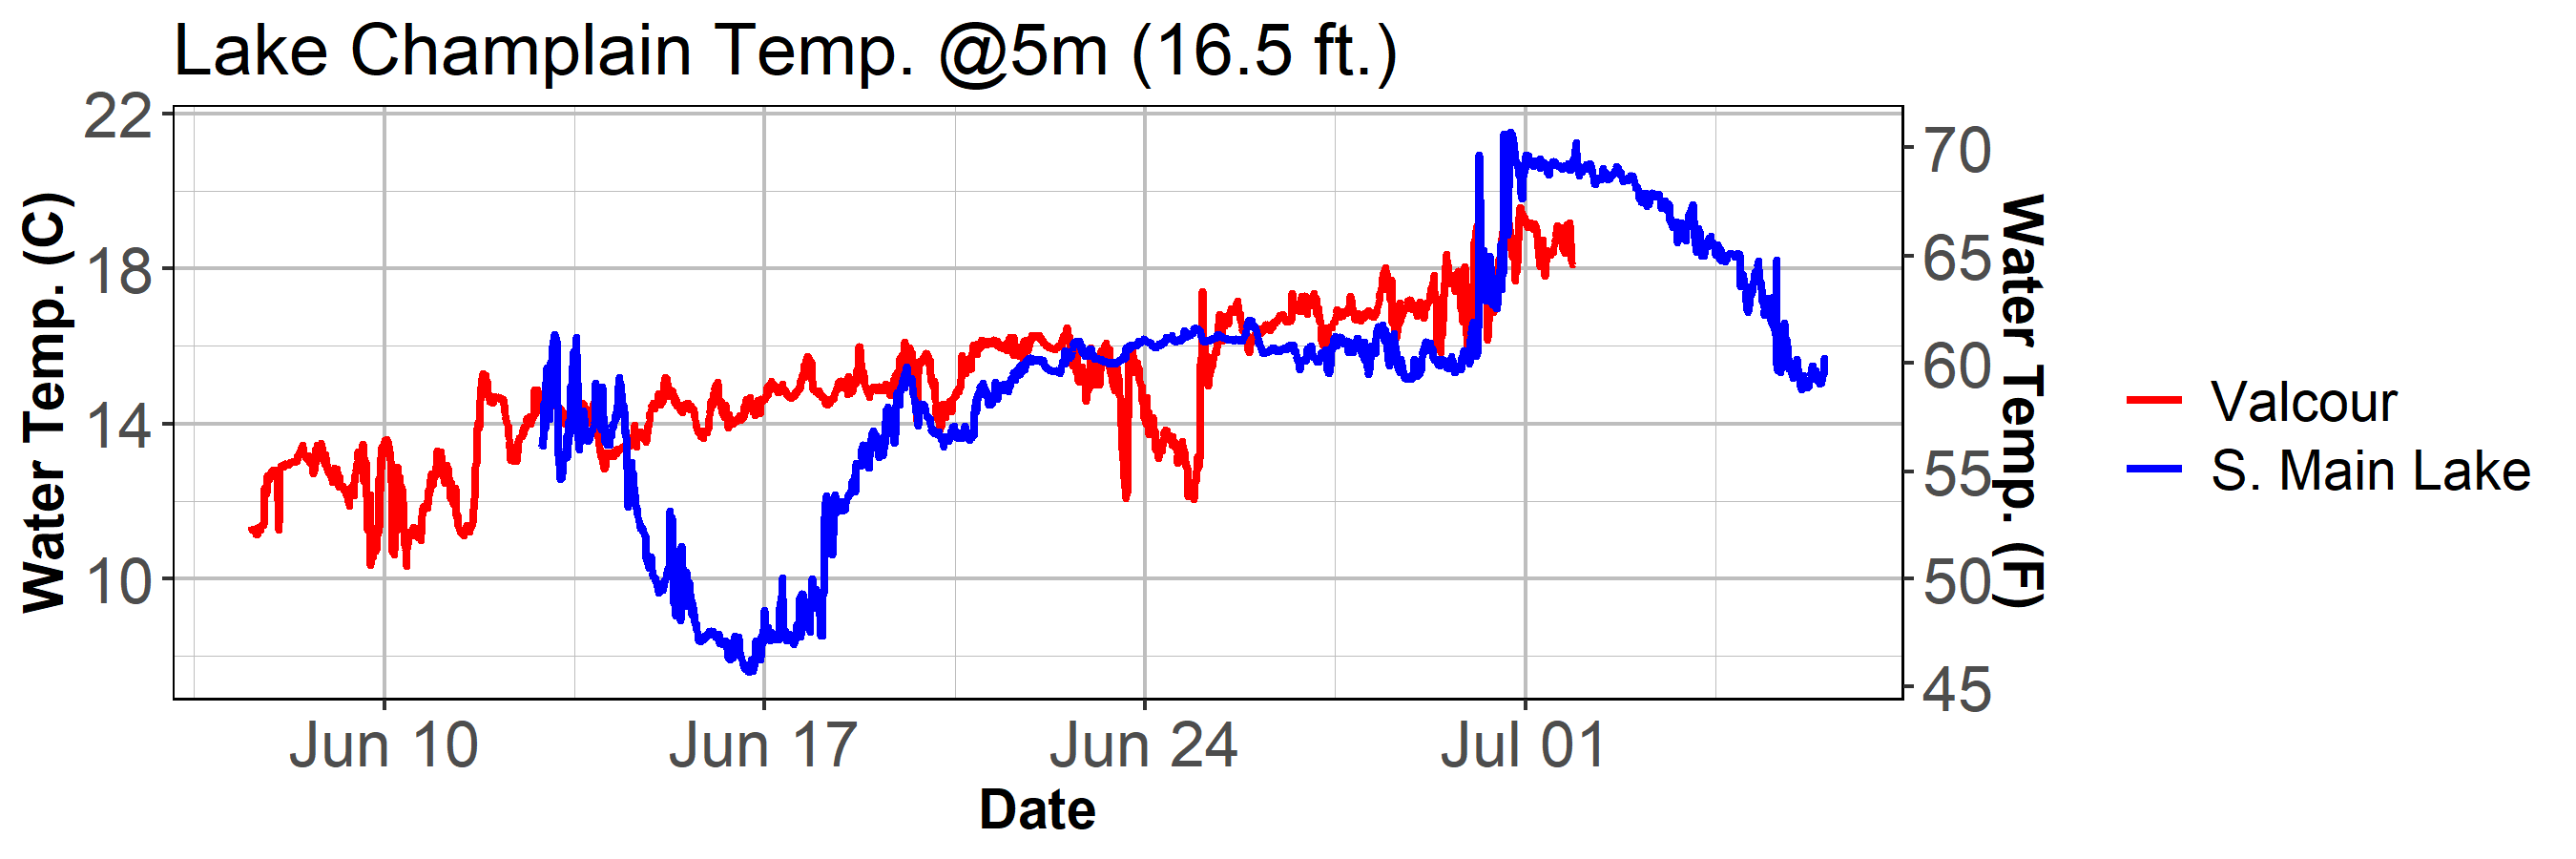 Lake Champlain Temp. @5m (16.5 ft.)
Water Temp. (C)
22
18
14
10
70
65
60
55
50
45
Water Temp. (F)
Jun 10
Jun 17
Jun 24
Jul 01
Date
Valcour
S. Main Lake